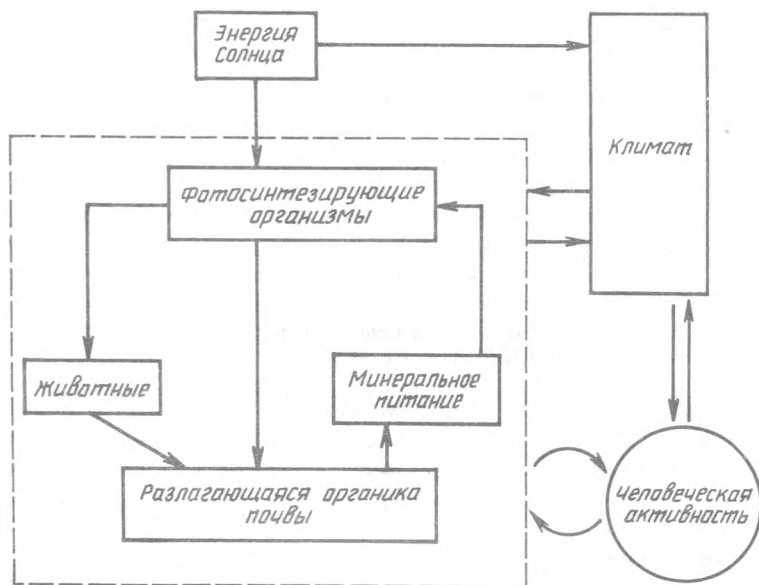 Энергия
Солнца
Климат
Фотосинтезирующие
организмы
Животные
Минеральное
питание
Разлагающаяся органика
почвы
Человеческая
активность